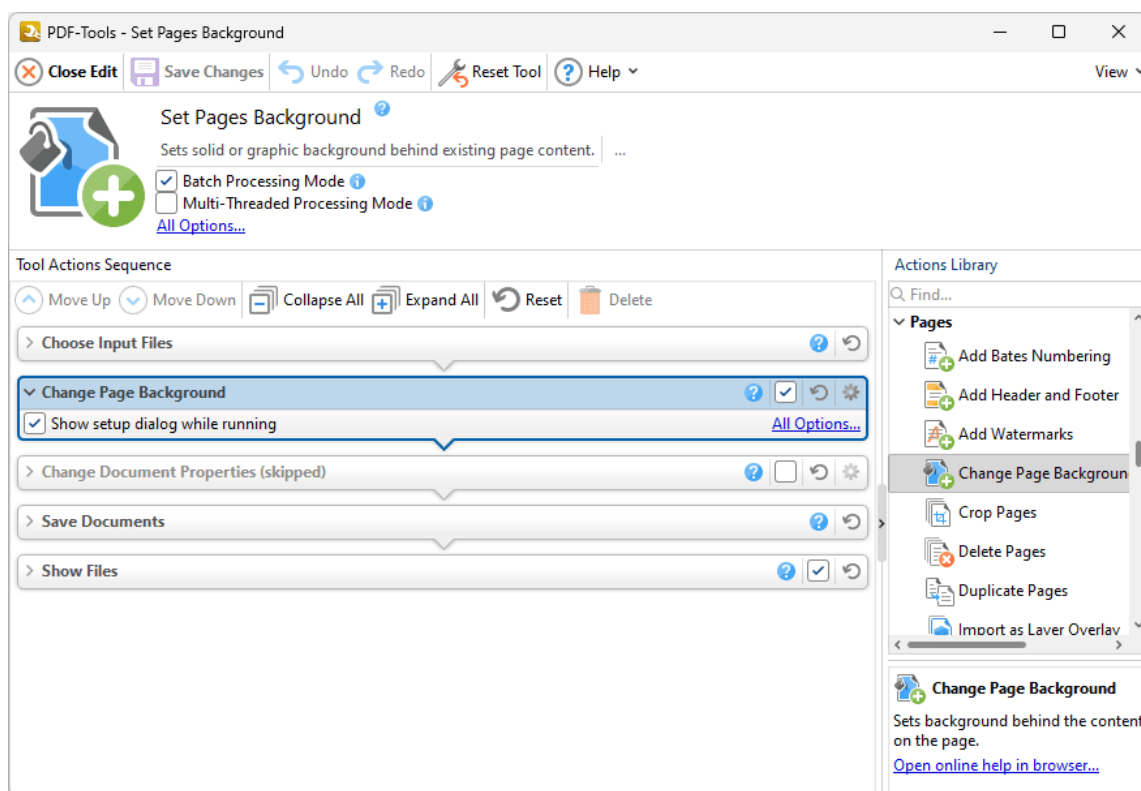 PDF-Tools - Set Pages Background
Close Edit Save Changes Undo Redo Reset Tool Help View
Set Pages Background
Sets solid or graphic background behind existing page content. ...
Batch Processing Mode
Multi-Threaded Processing Mode
All Options...
Tool Actions Sequence
Move Up Move Down Collapse All Expand All Reset Delete
Choose Input Files
Change Page Background
Show setup dialog while running All Options...
Change Document Properties (skipped)
Save Documents
Show Files
Actions Library
Find...
Pages
Add Bates Numbering
Add Header and Footer
Add Watermarks
Change Page Backgroun
Crop Pages
Delete Pages
Duplicate Pages
Import as Layer Overlay
Change Page Background
Sets background behind the content
on the page.
Open online help in browser...